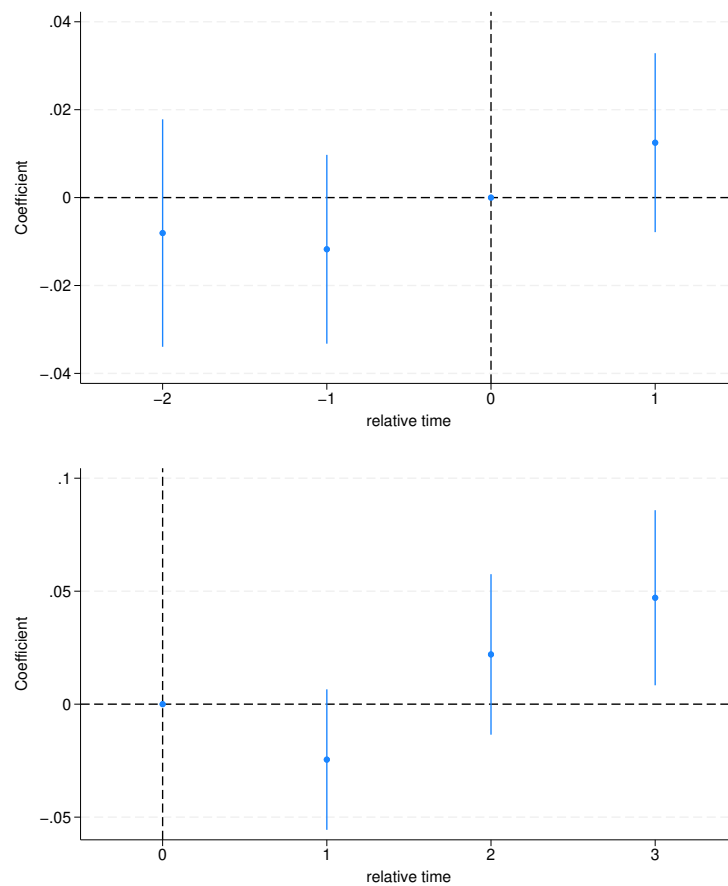 .04
.02
0
−.02
−.04
Coefficient
−2 −1 0 1
relative time
.1
.05
0
−.05
Coefficient
0 1 2 3
relative time